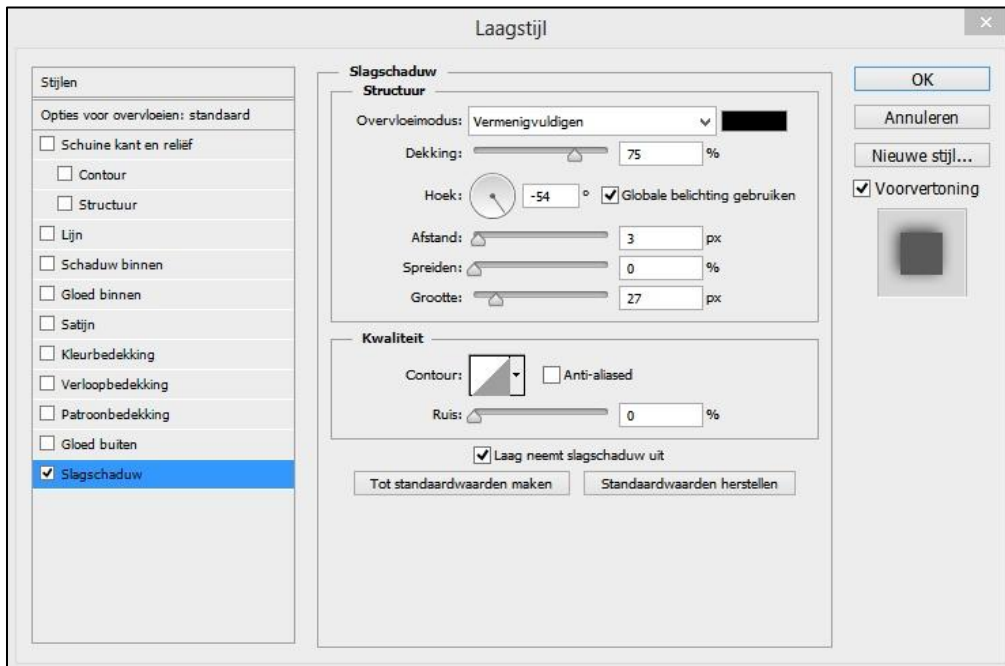 Laagstijl
Stijlen
Opties voor overvloeien: standaard
Schuine kant en reliëf
Contour
Structuur
Lijn
Schaduw binnen
Gloed binnen
Satijn
Kleurbedekking
Verloopbedekking
Patroonbedekking
Gloed buiten
Slagschaduw
Slagschaduw
Structuur
Overvloeimodus: Vermenigvuldigen
Dekking: 75 %
Hoek: -54 ° Globale belichting gebruiken
Afstand: 3 px
Spreiden: 0 %
Grootte: 27 px
Kwaliteit
Contour: Anti-aliased
Ruis: 0 %
Laag neemt slagschaduw uit
Tot standaardwaarden maken Standaardwaarden herstellen
OK
Annuleren
Nieuwe stijl...
Voorvertoning